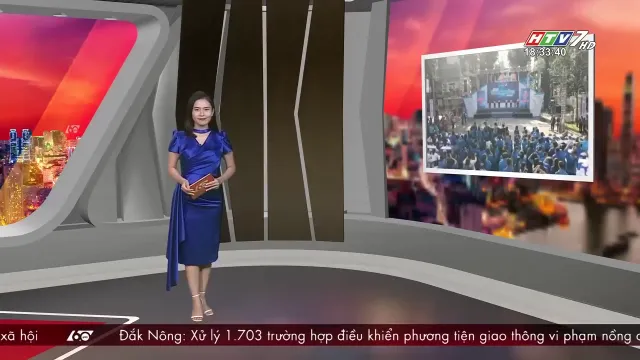 HTV7 HD
18:33:40
xã hội 60 Đắk Nông: Xử lý 1.703 trường hợp điều khiển phương tiện giao thông vi phạm nồng